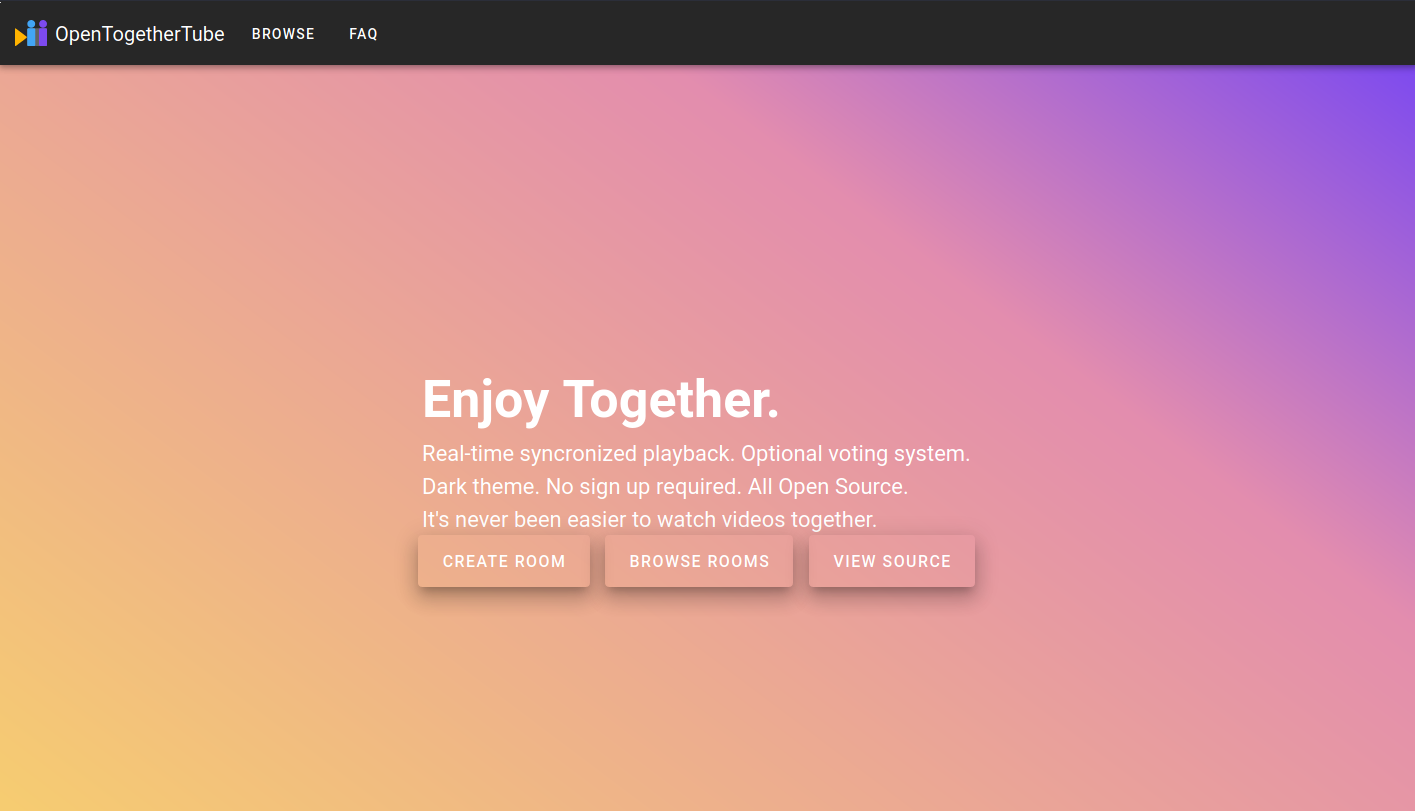 OpenTogetherTube BROWSE FAQ
Enjoy Together.
Real-time syncronized playback. Optional voting system.
Dark theme. No sign up required. All Open Source.
It's never been easier to watch videos together.
CREATE ROOM BROWSE ROOMS VIEW SOURCE